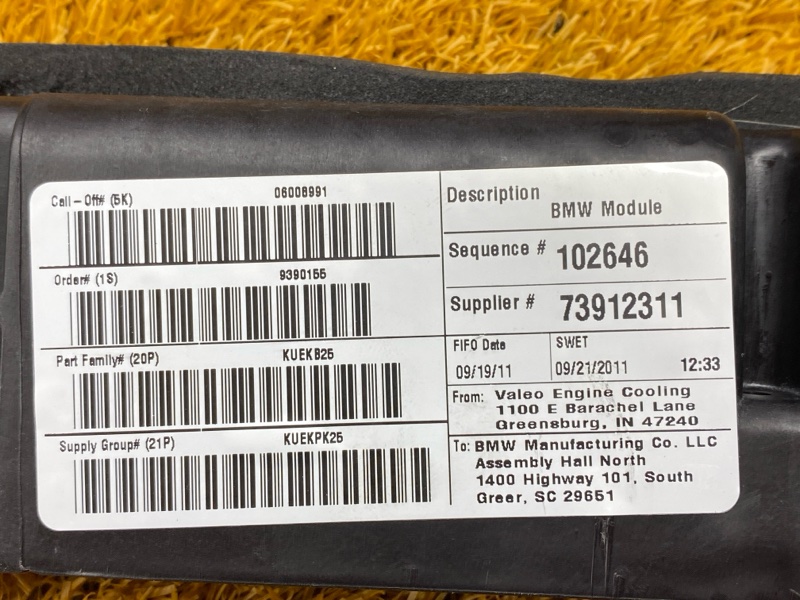 Call-Off# (5K) 06008991
Order# (1S) 9390155
Part Family# (20P) KUEKB25
Supply Group# (21P) KUEKPK25
Description
BMW Module
Sequence # 102646
Supplier # 73912311
FIFO Date SWET
09/19/11 09/21/2011 12:33
From: Valeo Engine Cooling
1100 E Barachel Lane
Greensburg, IN 47240
To: BMW Manufacturing Co. LLC
Assembly Hall North
1400 Highway 101, South
Greer, SC 29651